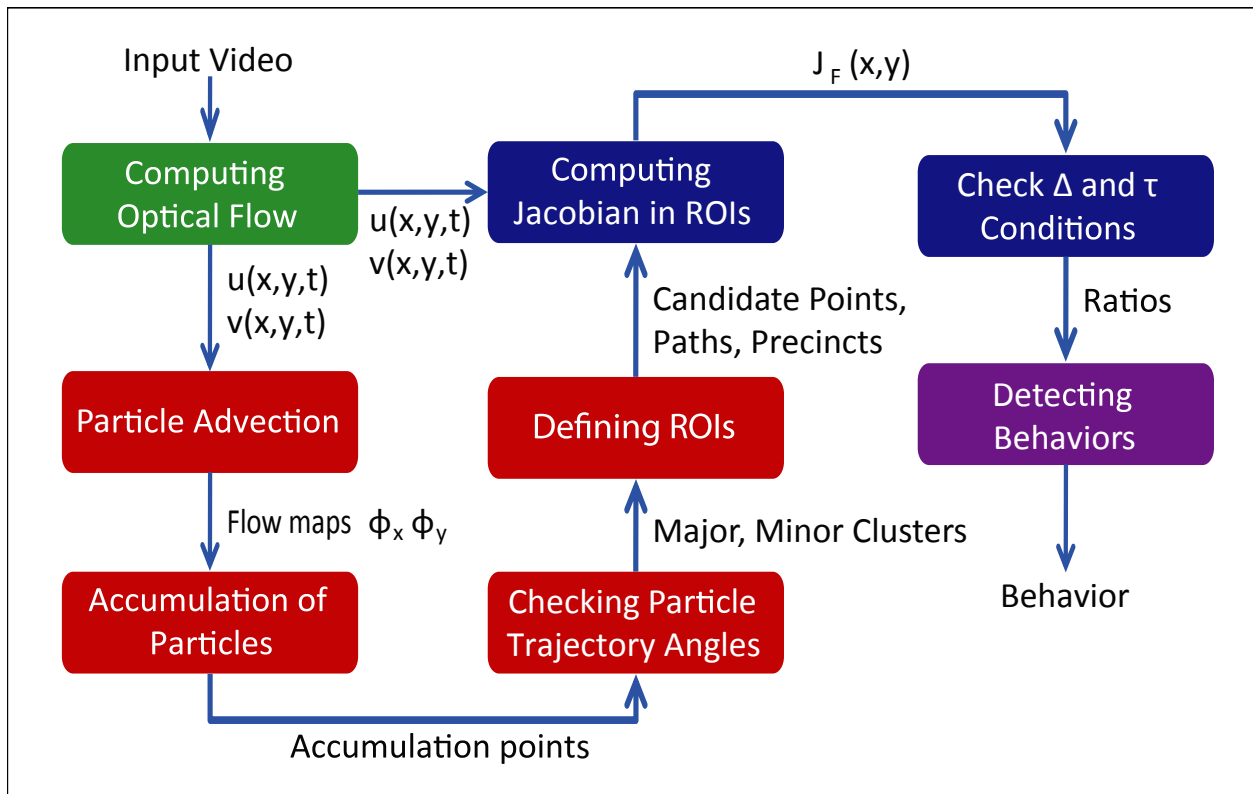 Input Video
Computing
Optical Flow
u(x,y,t)
v(x,y,t)
u(x,y,t)
v(x,y,t)
Particle Advection
Flow maps ϕx ϕy
Accumulation of
Particles
Accumulation points
Checking Particle
Trajectory Angles
Major, Minor Clusters
Defining ROIs
Candidate Points,
Paths, Precincts
Computing
Jacobian in ROIs
J F (x,y)
Check Δ and τ
Conditions
Ratios
Detecting
Behaviors
Behavior